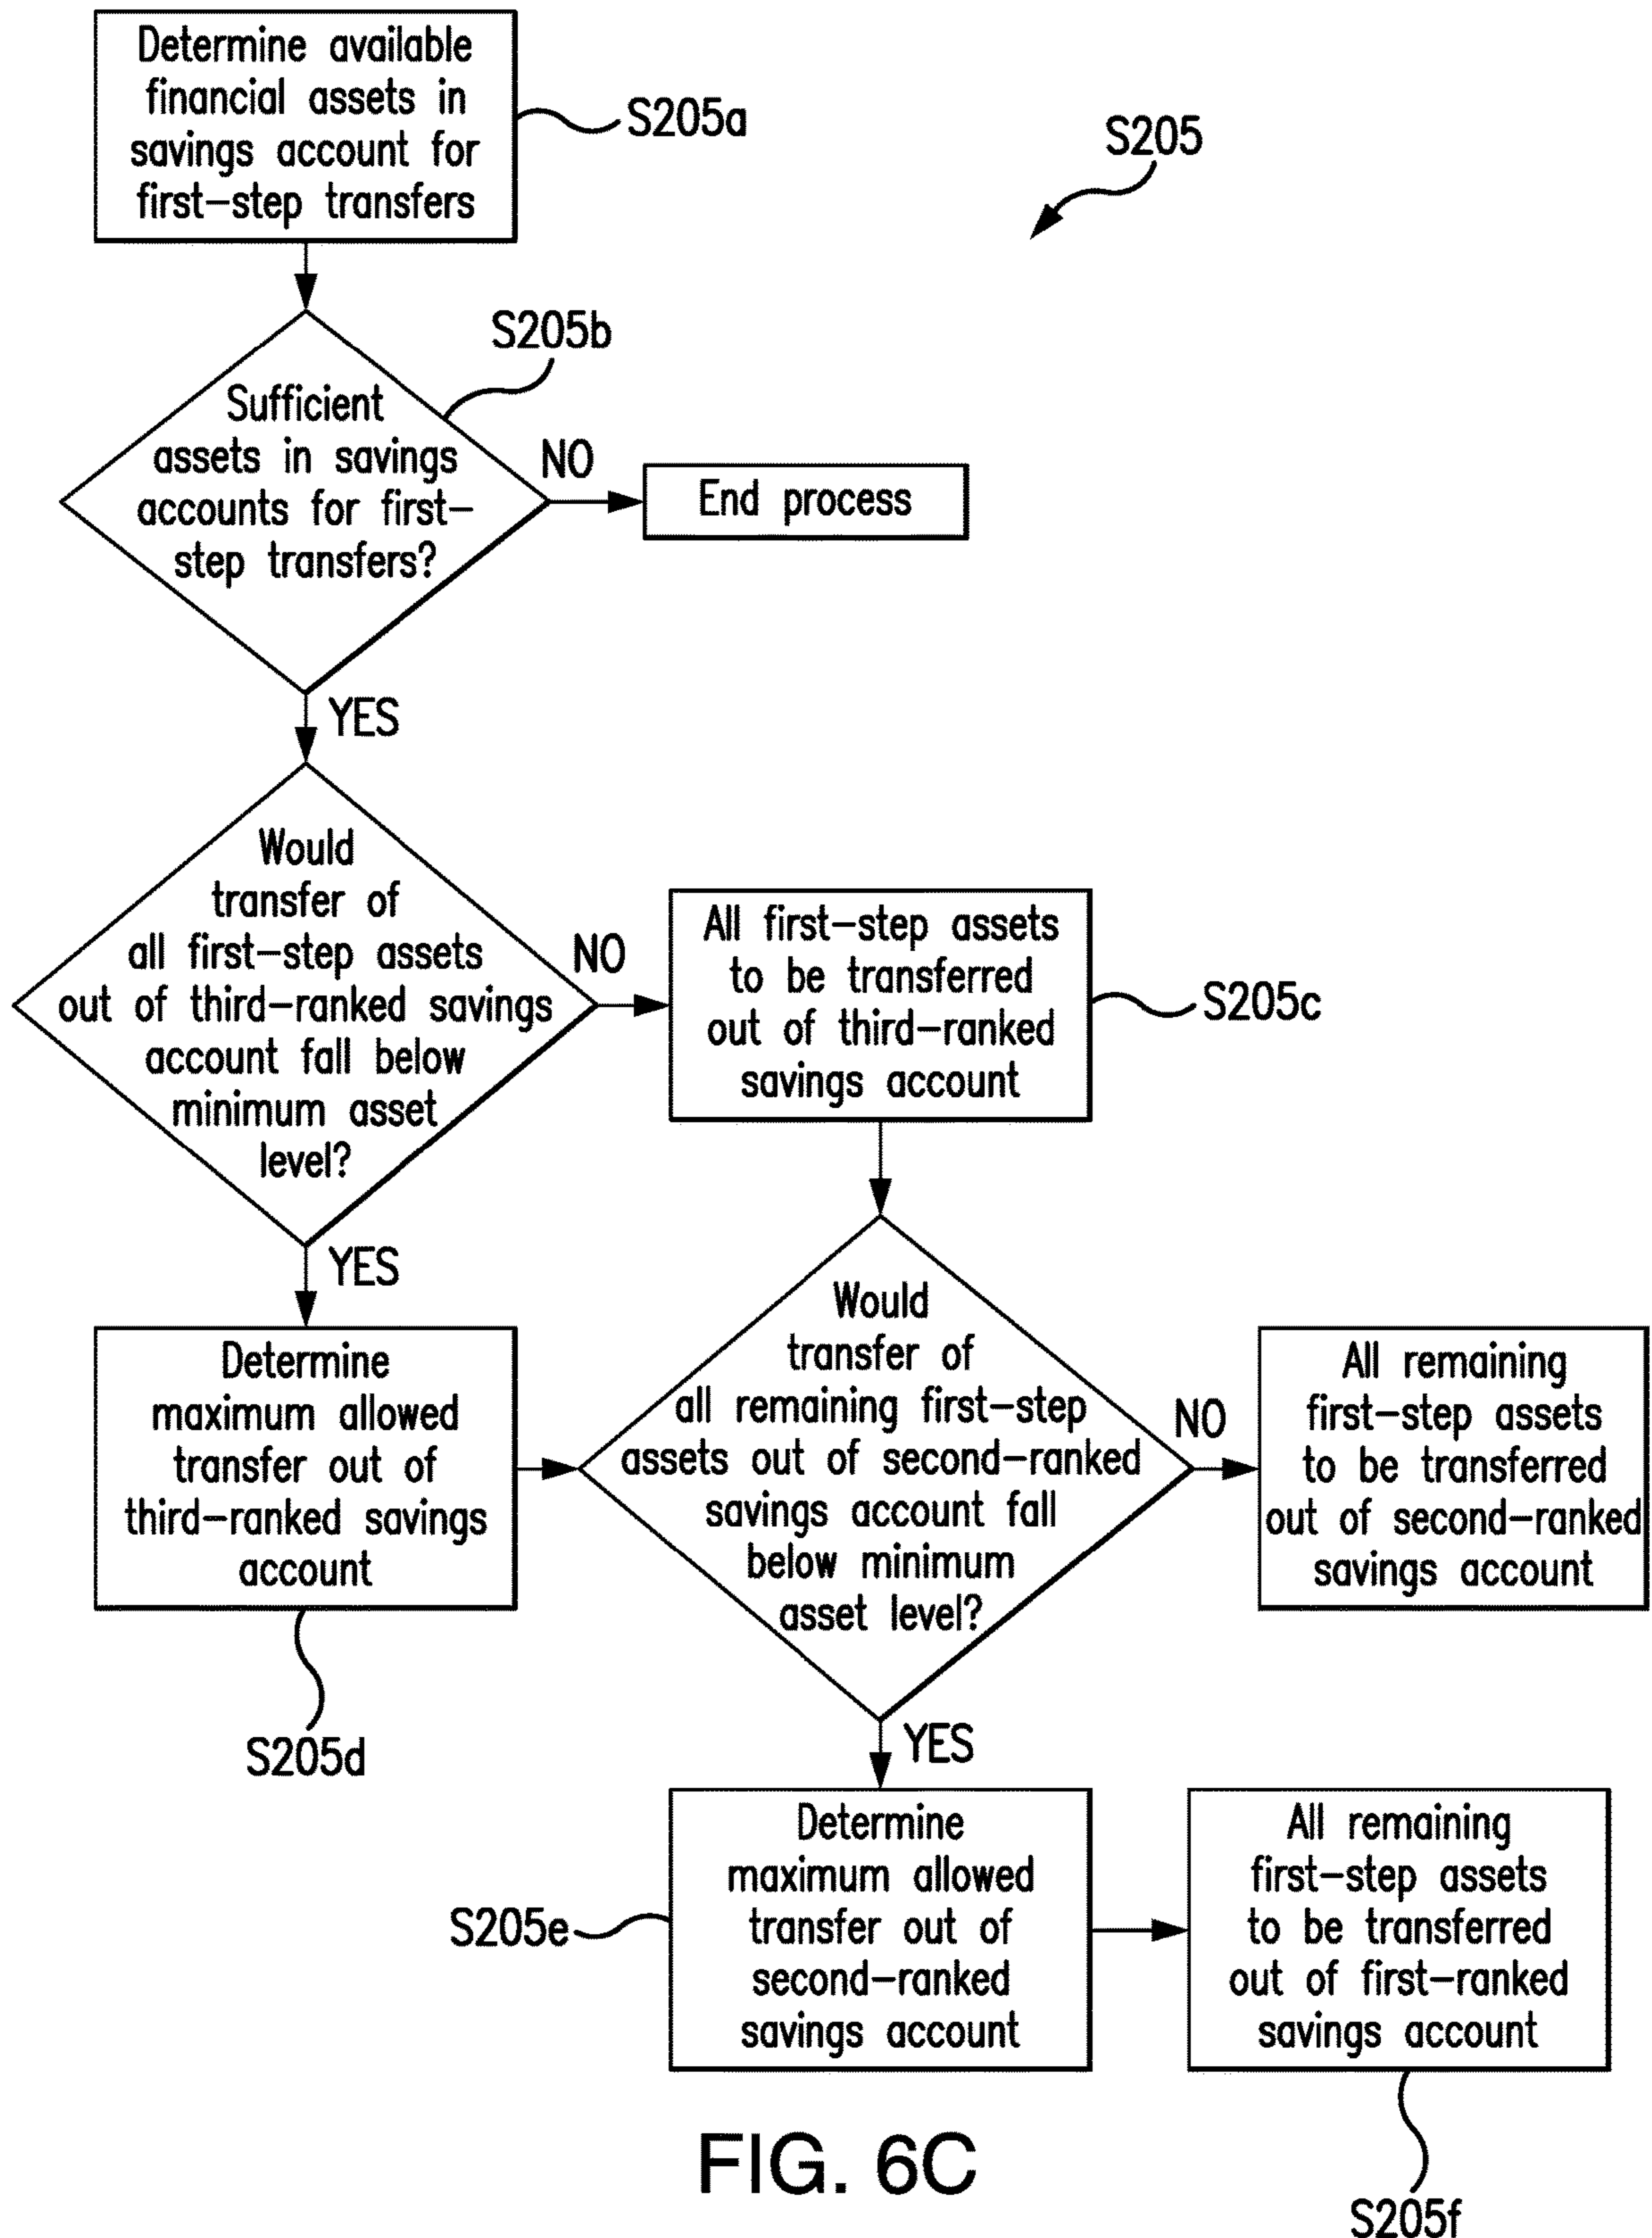 Determine available
financial assets in
savings account for
first-step transfers
S205a
S205
S205b
Sufficient
assets in savings
accounts for first-
step transfers?
NO
End process
YES
Would
transfer of
all first-step assets
out of third-ranked savings
account fall below
minimum asset
level?
NO
All first-step assets
to be transferred
out of third-ranked
savings account
S205c
YES
Determine
maximum allowed
transfer out of
third-ranked savings
account
S205d
Would
transfer of
all remaining first-step
assets out of second-ranked
savings account fall
below minimum
asset level?
NO
All remaining
first-step assets
to be transferred
out of second-ranked
savings account
YES
S205e
Determine
maximum allowed
transfer out of
second-ranked
savings account
All remaining
first-step assets
to be transferred
out of first-ranked
savings account
S205f
FIG. 6C